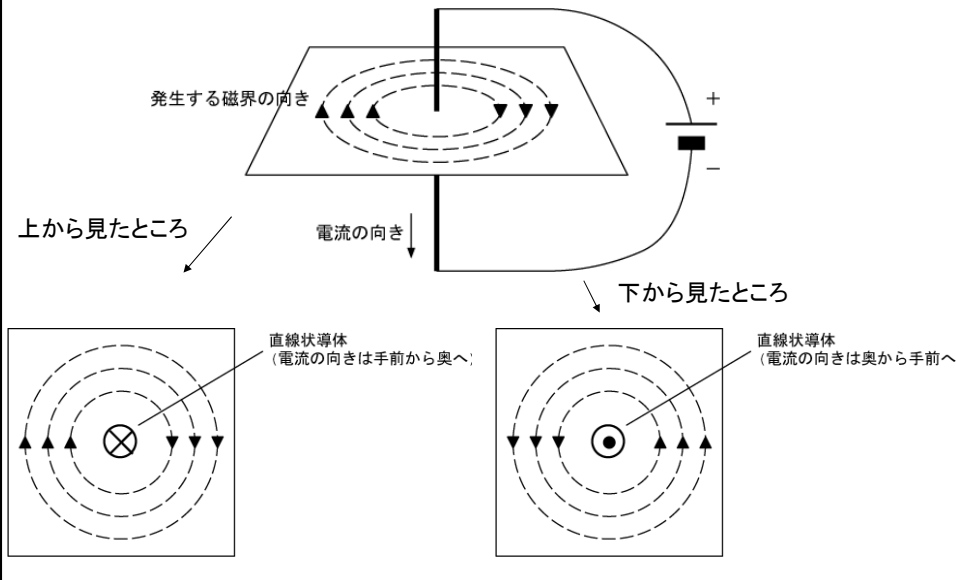 発生する磁界の向き
+
−
電流の向き
上から見たところ
下から見たところ
直線状導体
(電流の向きは手前から奥へ)
直線状導体
(電流の向きは奥から手前へ